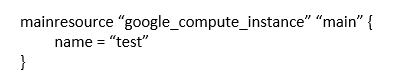 mainresource “google_compute_instance” “main” {
name = “test”
}